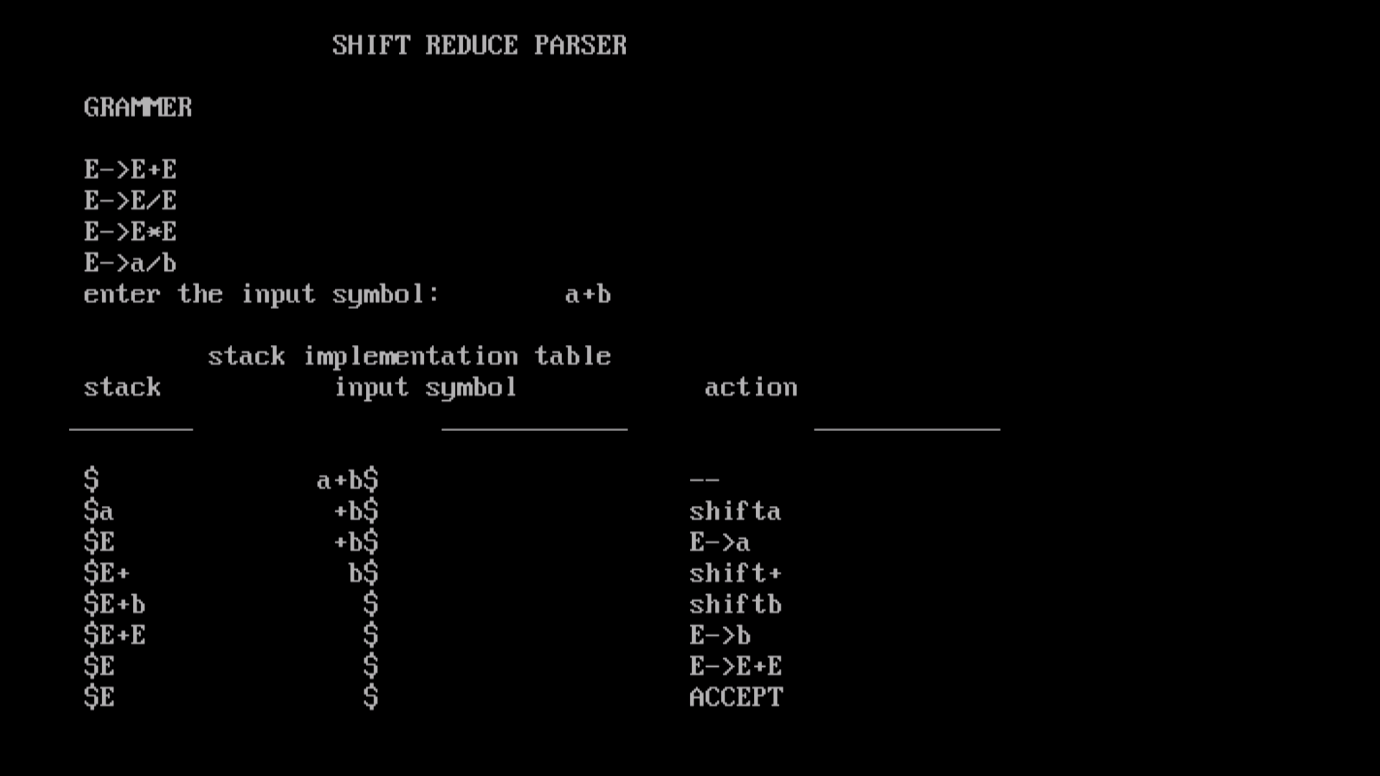 SHIFT REDUCE PARSER
GRAMMER
E->E+E
E->E/E
E->E*E
E->a/b
enter the input symbol: a+b
stack implementation table
stack input symbol action
$ a+b$ --
$a +b$ shifta
$E +b$ E->a
$E+ b$ shift+
$E+b $ shiftb
$E+E $ E->b
$E $ E->E+E
$E $ ACCEPT